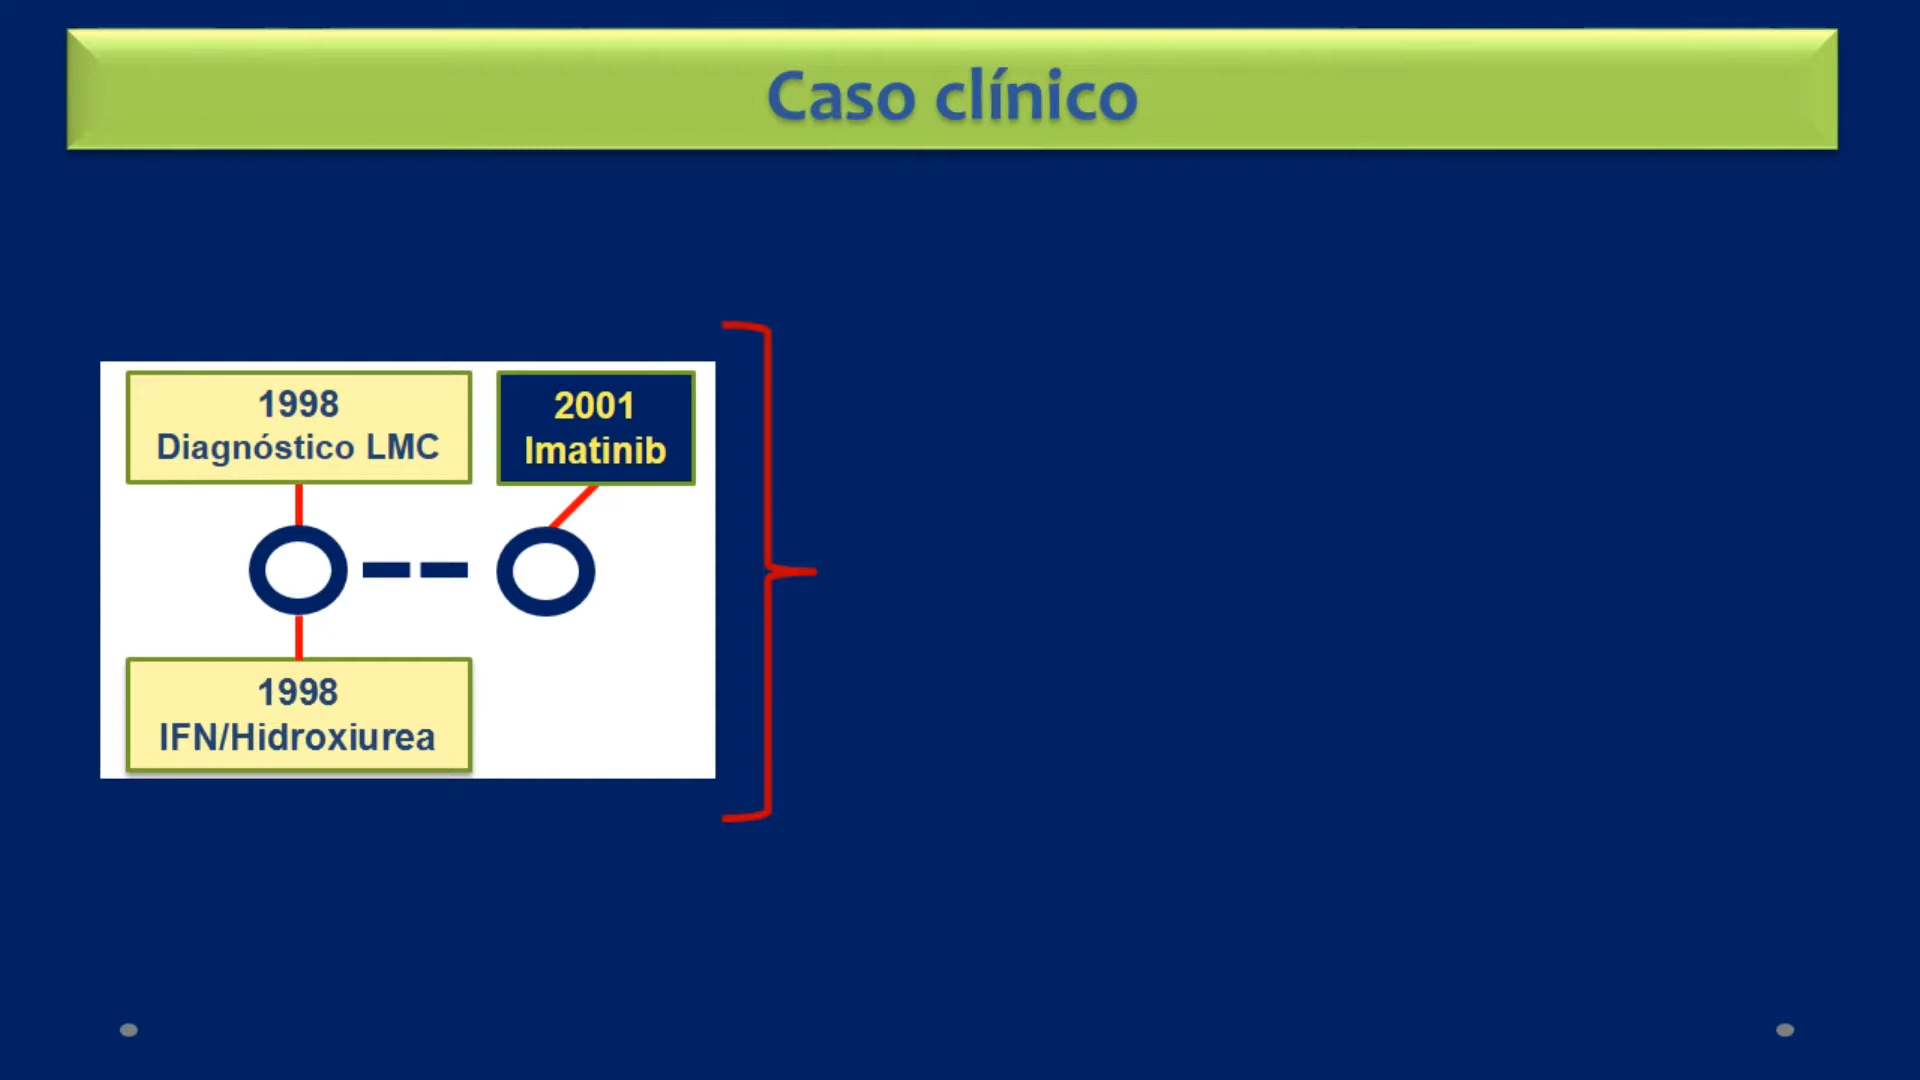 Caso clínico
1998
Diagnóstico LMC
2001
Imatinib
1998
IFN/Hidroxiurea